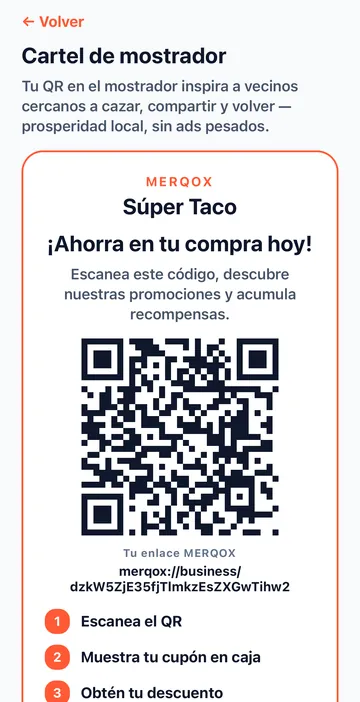 ← Volver
Cartel de mostrador
Tu QR en el mostrador inspira a vecinos
cercanos a cazar, compartir y volver —
prosperidad local, sin ads pesados.
MERQOX
Súper Taco
¡Ahorra en tu compra hoy!
Escanea este código, descubre
nuestras promociones y acumula
recompensas.
Tu enlace MERQOX
merqox://business/
dzkW5ZjE35fjTImkzEsZXGwTihw2
1 Escanea el QR
2 Muestra tu cupón en caja
3 Obtén tu descuento